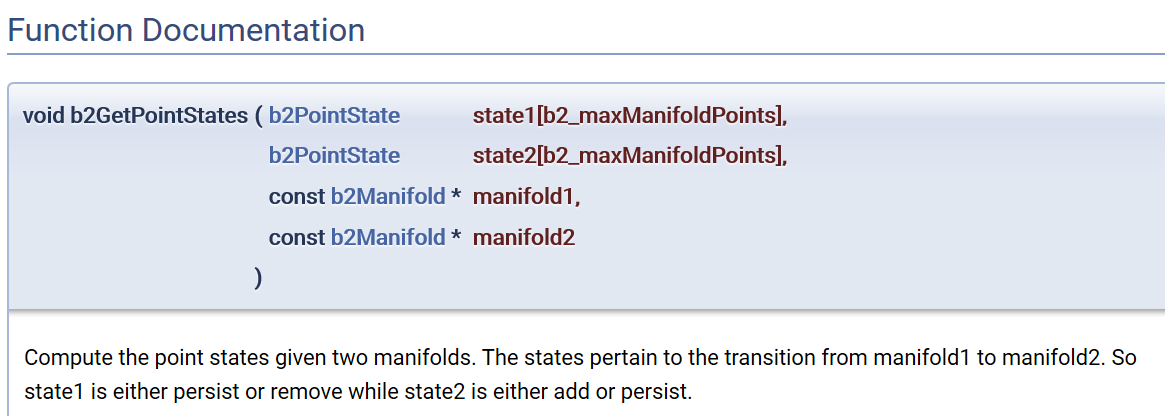 Function Documentation
void b2GetPointStates ( b2PointState state1[b2_maxManifoldPoints],
b2PointState state2[b2_maxManifoldPoints],
const b2Manifold * manifold1,
const b2Manifold * manifold2
)
Compute the point states given two manifolds. The states pertain to the transition from manifold1 to manifold2. So
state1 is either persist or remove while state2 is either add or persist.